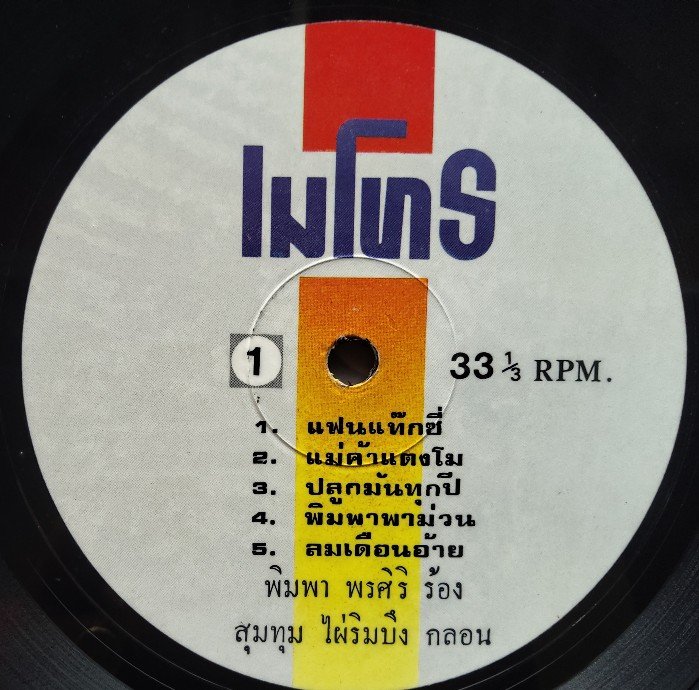 เมโทร
1
33 ⅓ RPM.
1. แฟนแท๊กซี่
2. แม่ค้าแตงโม
3. ปลูกมันทุกปี
4. พิมพาพาม่วน
5. ลมเดือนอ้าย
พิมพา พรศิริ ร้อง
สุมทุม ไผ่ริมบึง กลอน